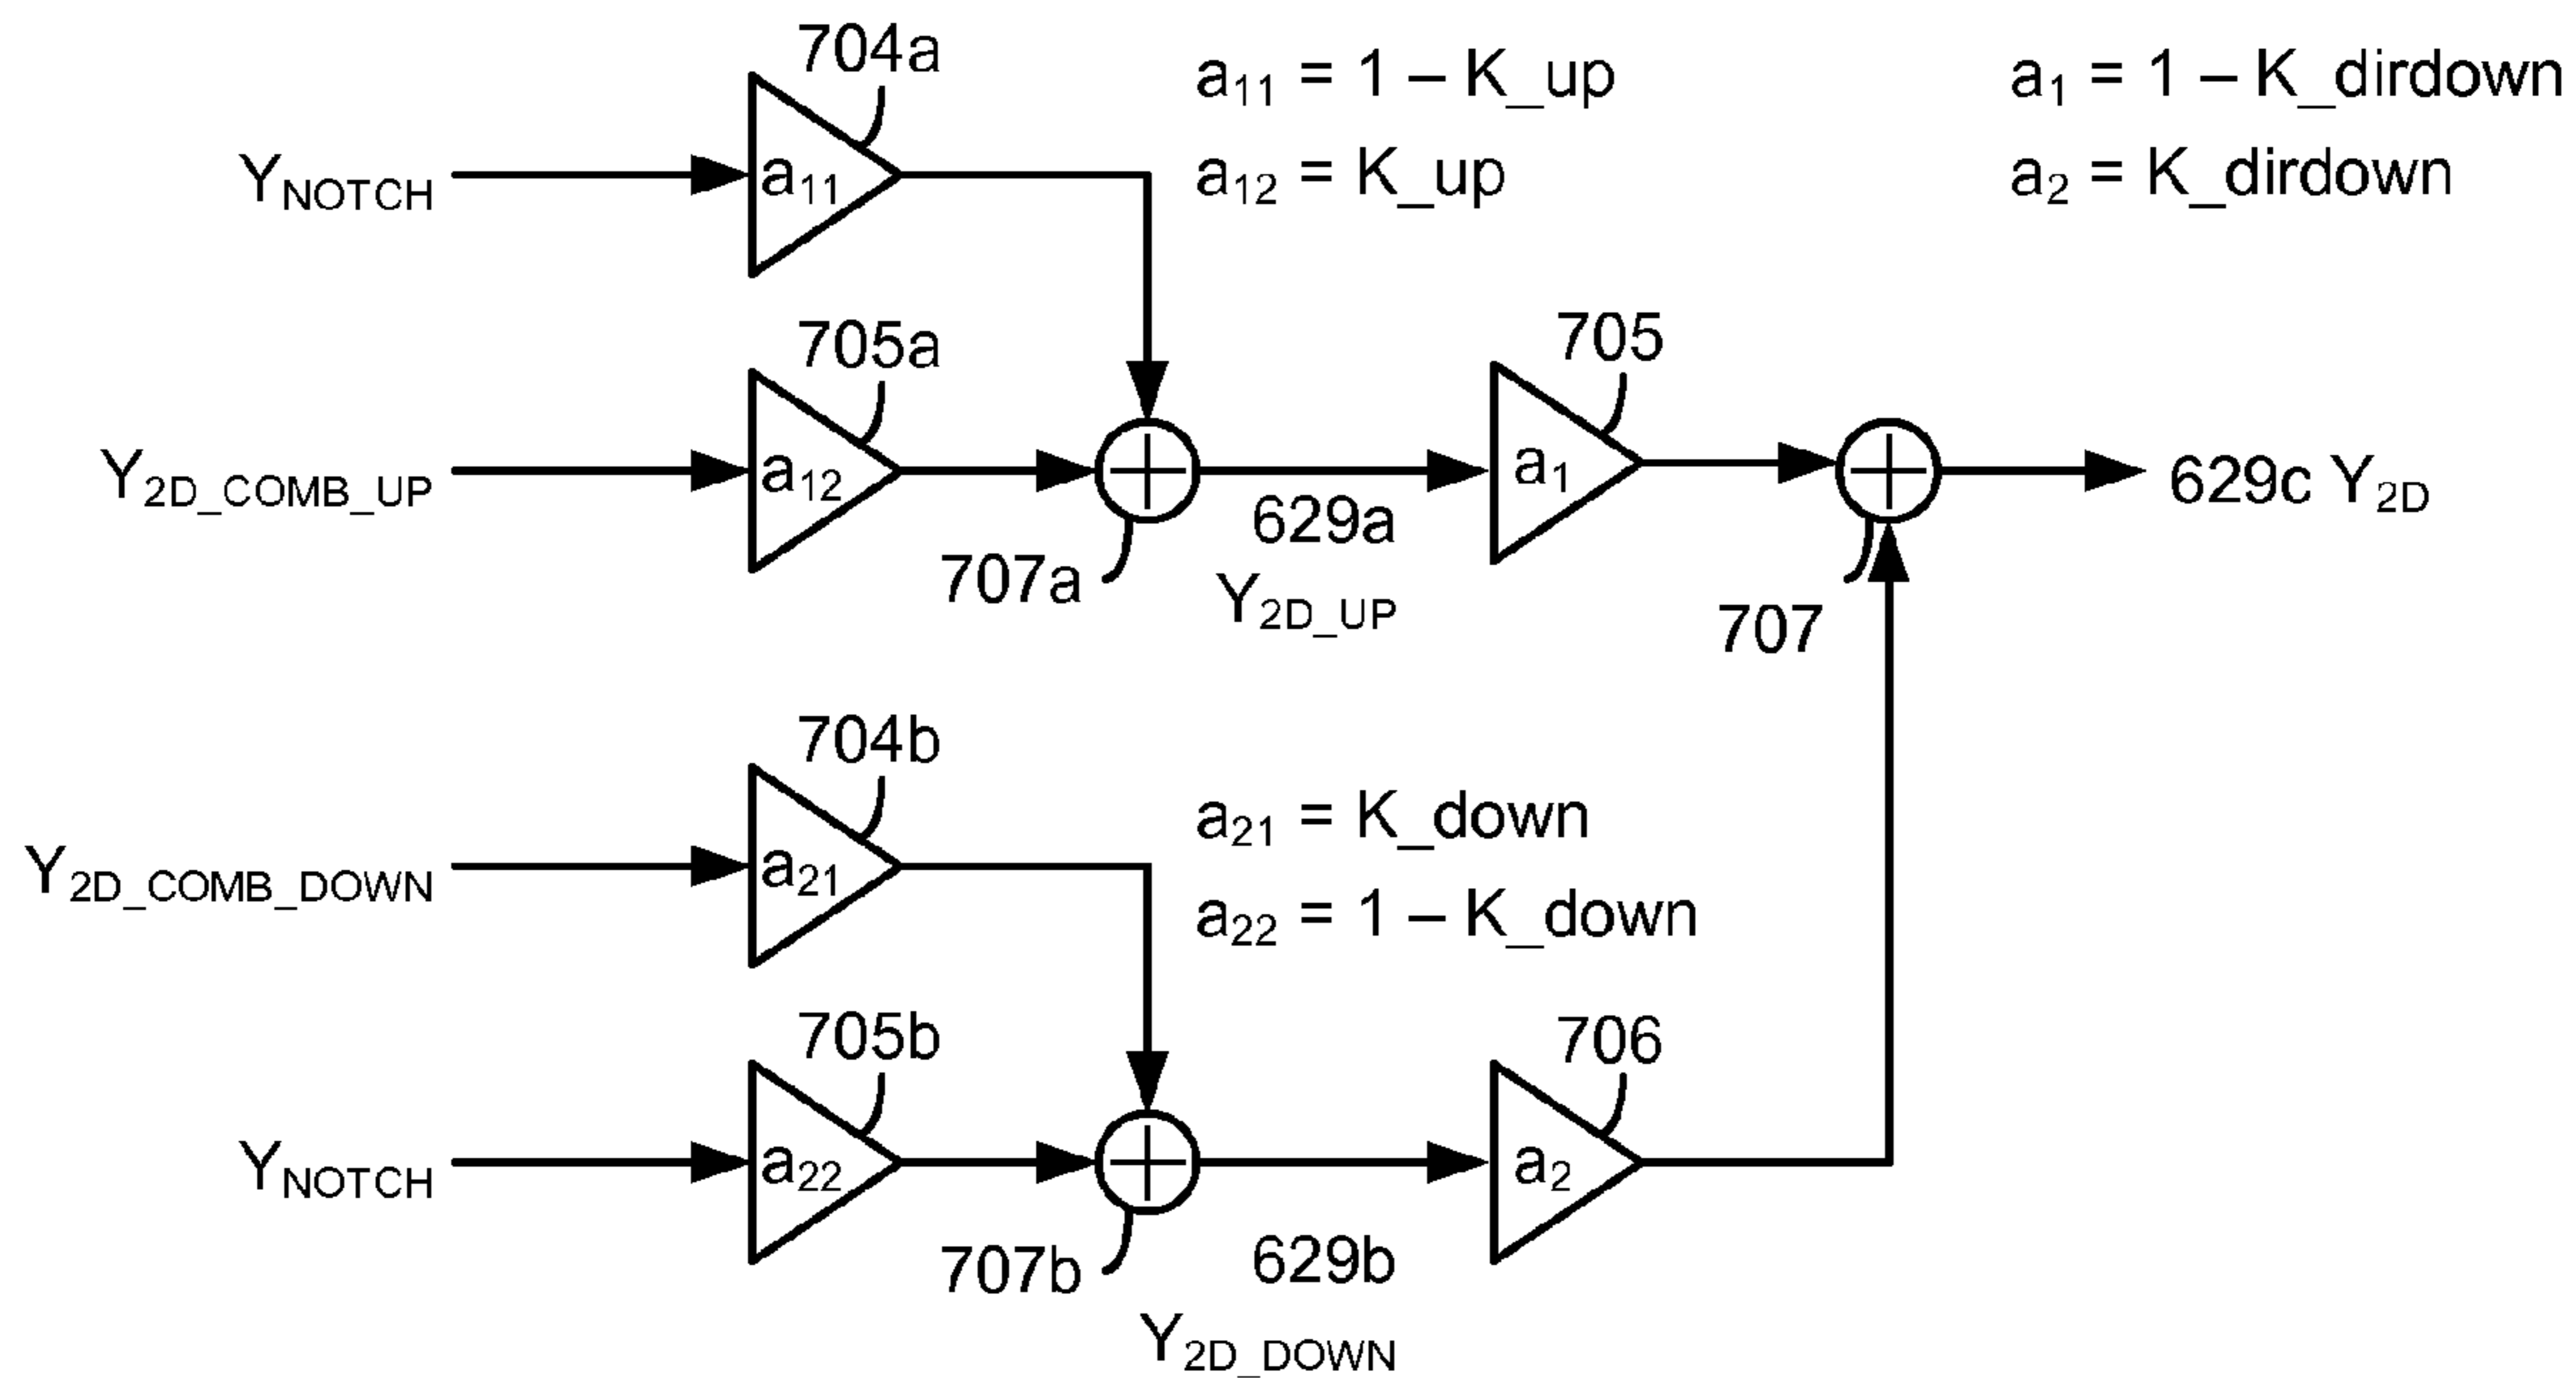 704a
a11 = 1 – K_up
a1 = 1 – K_dirdown
YNOTCH
a11
a12 = K_up
a2 = K_dirdown
705a
705
Y2D_COMB_UP
a12
a1
629c Y2D
629a
707a
Y2D_UP
707
704b
a21 = K_down
Y2D_COMB_DOWN
a21
a22 = 1 – K_down
705b
706
YNOTCH
a22
a2
707b
629b
Y2D_DOWN